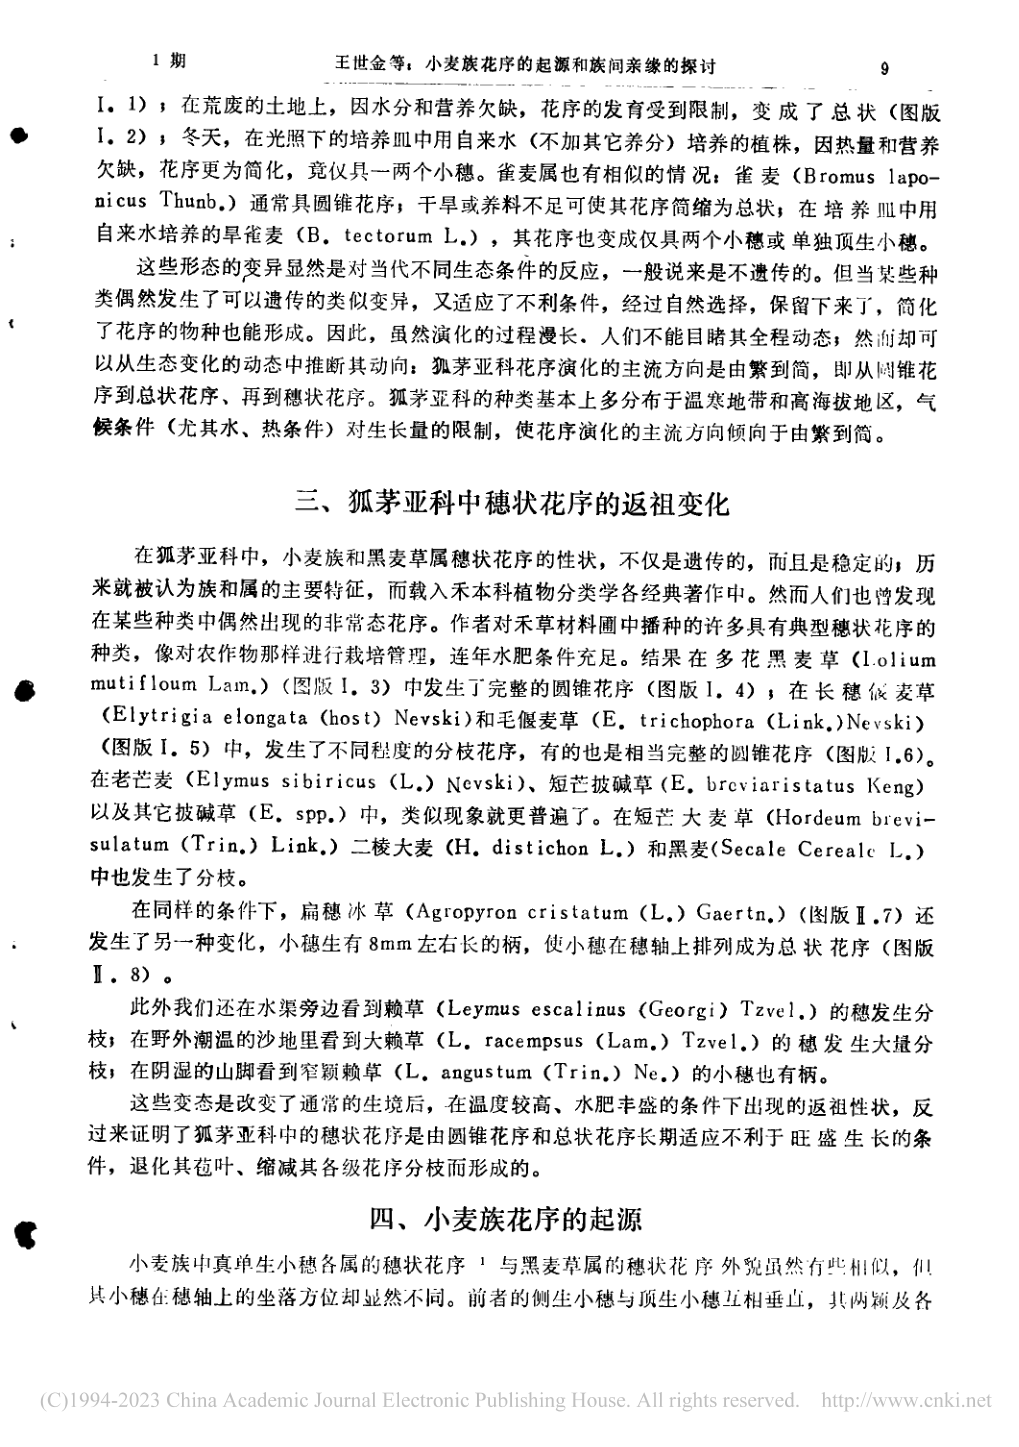 1 期
王世金等：小麦族花序的起源和族间亲缘的探讨
9
I．1）；在荒废的土地上，因水分和营养欠缺，花序的发育受到限制，变成了总状（图版
I．2）；冬天，在光照下的培养皿中用自来水（不加其它养分）培养的植株，因热量和营养
欠缺，花序更为简化，竟仅具一两个小穗。雀麦属也有相似的情况：雀麦（Bromus lapo-
nicus Thunb.）通常具圆锥花序；干旱或养料不足可使其花序简缩为总状；在培养皿中用
自来水培养的旱雀麦（B．tectorum L.），其花序也变成仅具两个小穗或单独顶生小穗。
这些形态的变异显然是对当代不同生态条件的反应，一般说来是不遗传的。但当某些种
类偶然发生了可以遗传的类似变异，又适应了不利条件，经过自然选择，保留下来了，简化
了花序的物种也能形成。因此，虽然演化的过程漫长．人们不能目睹其全程动态；然而却可
以从生态变化的动态中推断其动向：狐茅亚科花序演化的主流方向是由繁到简，即从圆锥花
序到总状花序、再到穗状花序。狐茅亚科的种类基本上多分布于温寒地带和高海拔地区，气
候条件（尤其水、热条件）对生长量的限制，使花序演化的主流方向倾向于由繁到简。
三、狐茅亚科中穗状花序的返祖变化
在狐茅亚科中，小麦族和黑麦草属穗状花序的性状，不仅是遗传的，而且是稳定的；历
来就被认为族和属的主要特征，而载入禾本科植物分类学各经典著作中。然而人们也曾发现
在某些种类中偶然出现的非常态花序。作者对禾草材料圃中播种的许多具有典型穗状花序的
种类，像对农作物那样进行栽培管理，连年水肥条件充足。结果在多花黑麦草（Lolium
mutifloum Lam.）（图版 I．3）中发生了完整的圆锥花序（图版 I．4）；在长穗偃麦草
（Elytrigia elongata（host）Nevski)和毛偃麦草（E．trichophora（Link.)Nevski）
（图版 I．5）中，发生了不同程度的分枝花序，有的也是相当完整的圆锥花序（图版 I.6)。
在老芒麦（Elymus sibiricus（L.）Nevski)、短芒披碱草（E．breviaristatus Keng)
以及其它披碱草（E．spp.）中，类似现象就更普遍了。在短芒大麦草（Hordeum brevi-
sulatum（Trin.）Link.）二棱大麦（H．distichon L.）和黑麦(Secale Cereale L.)
中也发生了分枝。
在同样的条件下，扁穗冰草（Agropyron cristatum（L.）Gaertn.）（图版Ⅱ.7）还
发生了另一种变化，小穗生有 8mm 左右长的柄，使小穗在穗轴上排列成为总状花序（图版
Ⅱ．8）。
此外我们还在水渠旁边看到赖草（Leymus escalinus（Georgi）Tzvel.）的穗发生分
枝；在野外潮温的沙地里看到大赖草（L．racempsus（Lam.）Tzvel.）的穗发生大量分
枝；在阴湿的山脚看到窄颖赖草（L．angustum（Trin.）Ne.）的小穗也有柄。
这些变态是改变了通常的生境后，在温度较高、水肥丰盛的条件下出现的返祖性状，反
过来证明了狐茅亚科中的穗状花序是由圆锥花序和总状花序长期适应不利于旺盛生长的条
件，退化其苞叶、缩减其各级花序分枝而形成的。
四、小麦族花序的起源
小麦族中真单生小穗各属的穗状花序 1 与黑麦草属的穗状花序外貌虽然有些相似，但
其小穗在穗轴上的坐落方位却显然不同。前者的侧生小穗与顶生小穗互相垂直，其两颖及各
(C)1994-2023 China Academic Journal Electronic Publishing House. All rights reserved. http://www.cnki.net